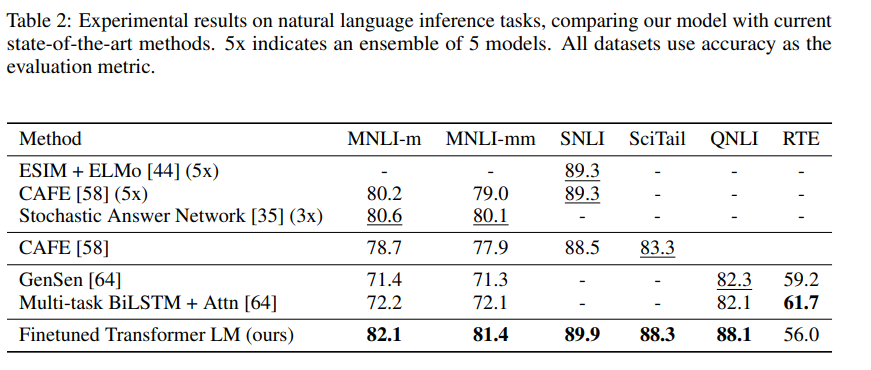 Table 2: Experimental results on natural language inference tasks, comparing our model with current
state-of-the-art methods. 5x indicates an ensemble of 5 models. All datasets use accuracy as the
evaluation metric.
Method MNLI-m MNLI-mm SNLI SciTail QNLI RTE
ESIM + ELMo [44] (5x) - - 89.3 - - -
CAFE [58] (5x) 80.2 79.0 89.3 - - -
Stochastic Answer Network [35] (3x) 80.6 80.1 - - - -
CAFE [58] 78.7 77.9 88.5 83.3
GenSen [64] 71.4 71.3 - - 82.3 59.2
Multi-task BiLSTM + Attn [64] 72.2 72.1 - - 82.1 61.7
Finetuned Transformer LM (ours) 82.1 81.4 89.9 88.3 88.1 56.0